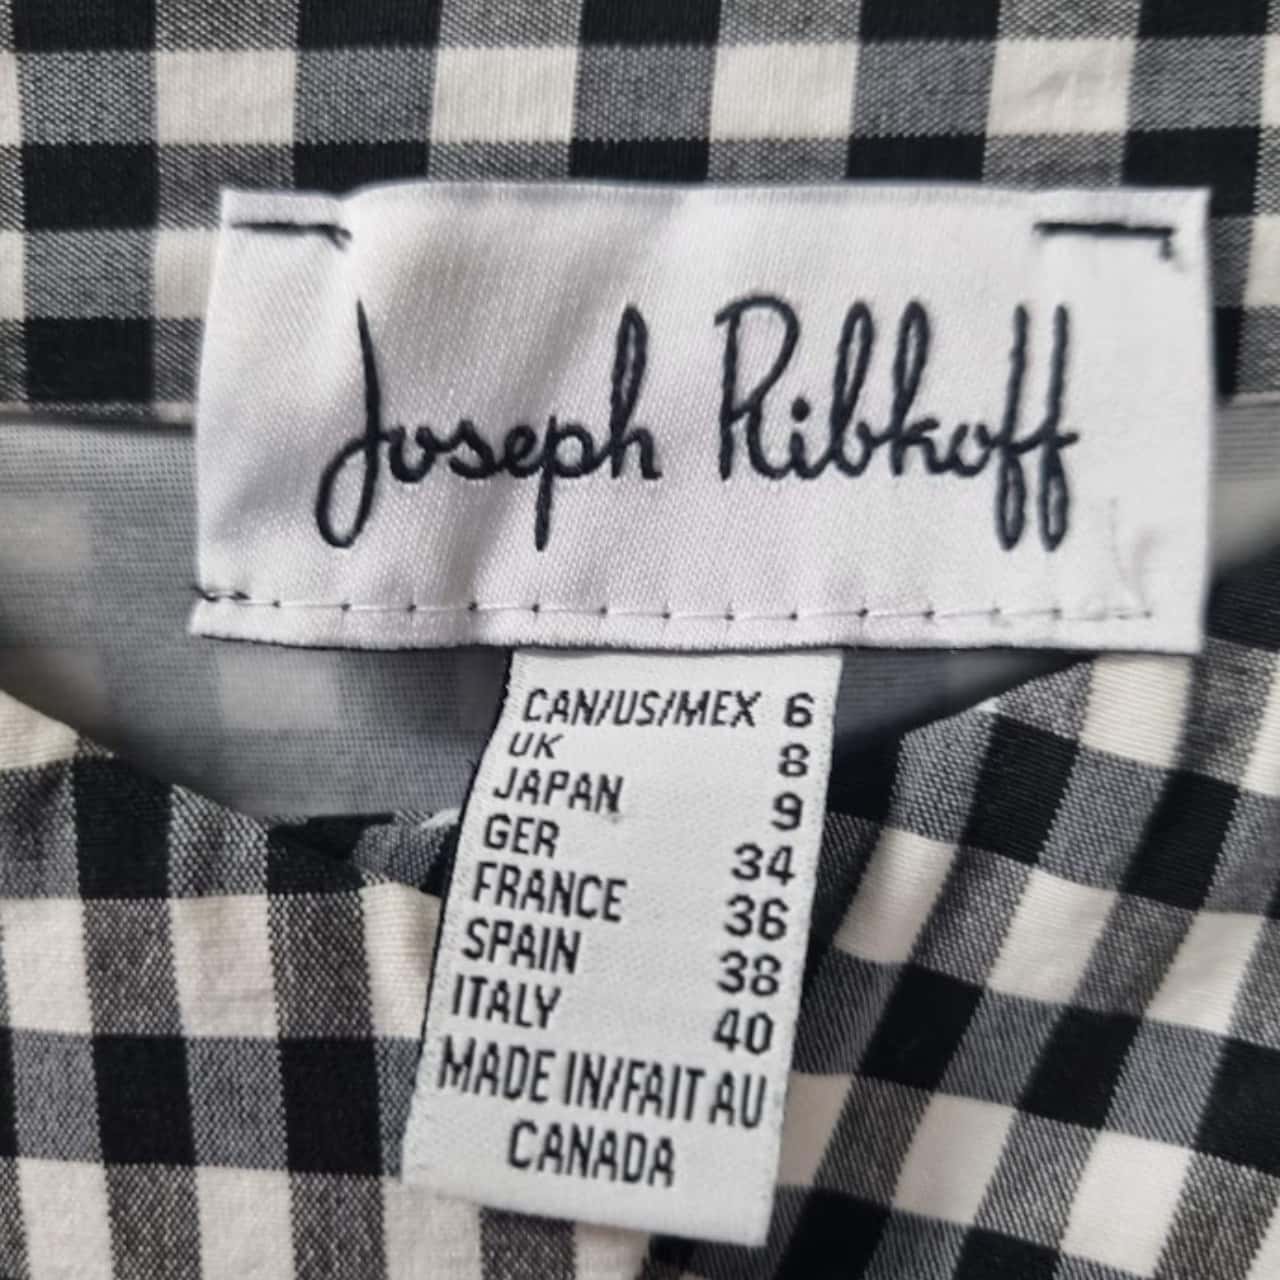 Joseph Ribkoff
CAN/US/MEX 6
UK 8
JAPAN 9
GER 34
FRANCE 36
SPAIN 38
ITALY 40
MADE IN/FAIT AU
CANADA